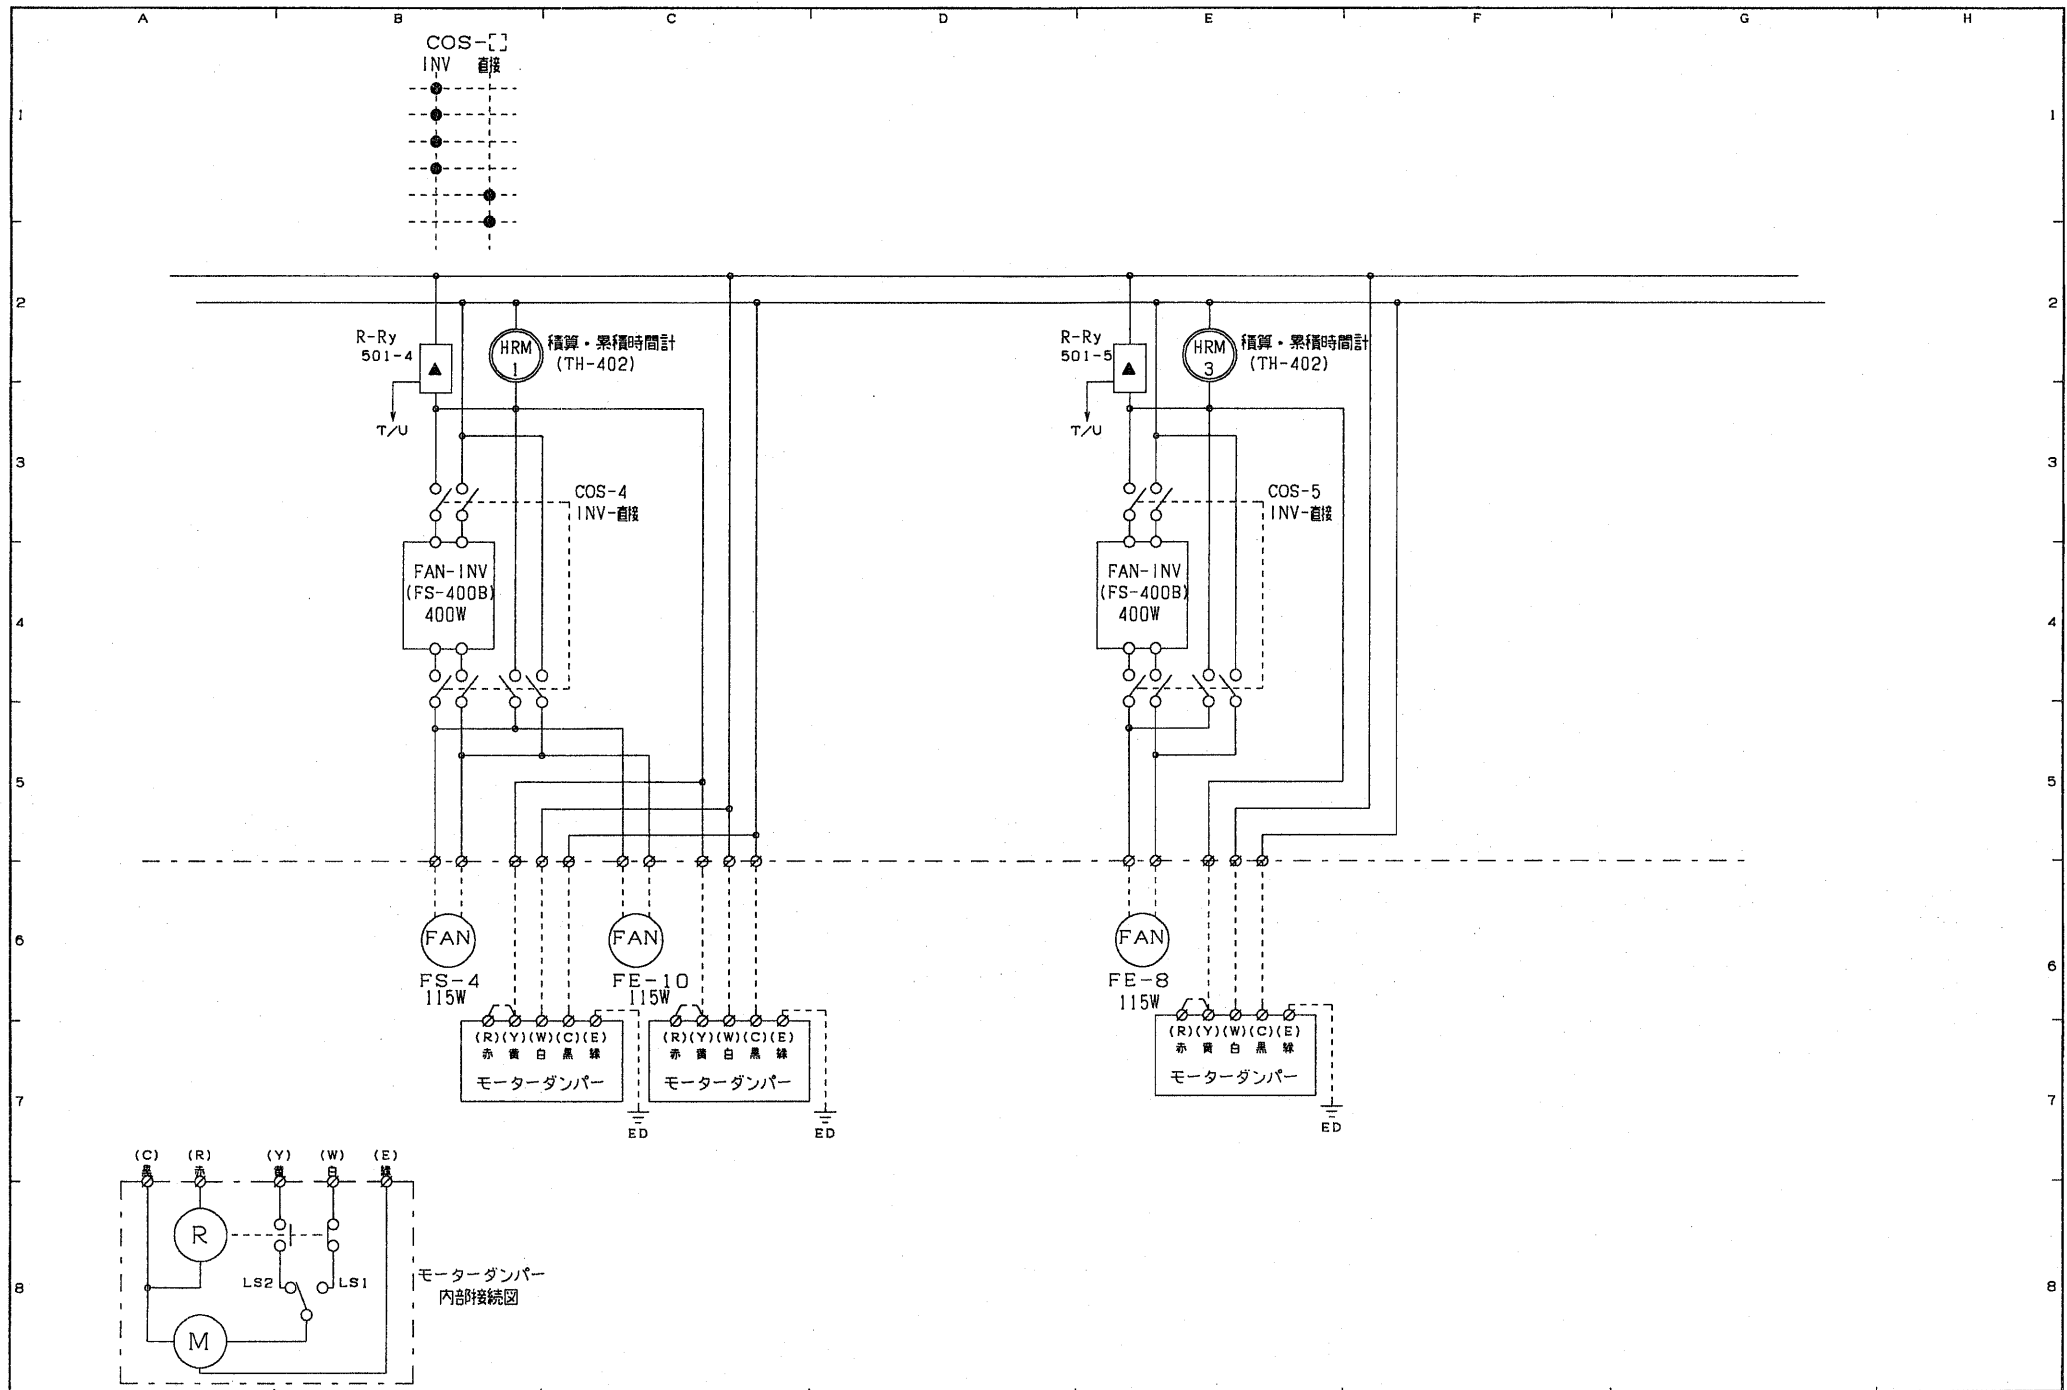 A B C D E F G H
COS-[ ]
INV 直接
1 1
2 2
R-Ry
501-4
HRM
1
積算・累積時間計
(TH-402)
T/U
R-Ry
501-5
HRM
3
積算・累積時間計
(TH-402)
T/U
3 3
COS-4
INV-直接
COS-5
INV-直接
FAN-INV
(FS-400B)
400W
FAN-INV
(FS-400B)
400W
4 4
5 5
6 6
FAN
FS-4
115W
FAN
FE-10
115W
FAN
FE-8
115W
(R)(Y)(W)(C)(E)
赤 黄 白 黒 緑
モーターダンパー
ED
(R)(Y)(W)(C)(E)
赤 黄 白 黒 緑
モーターダンパー
ED
(R)(Y)(W)(C)(E)
赤 黄 白 黒 緑
モーターダンパー
ED
7 7
(C) (R) (Y) (W) (E)
黒 赤 黄 白 緑
R
LS2 LS1
M
モーターダンパー
内部接続図
8 8